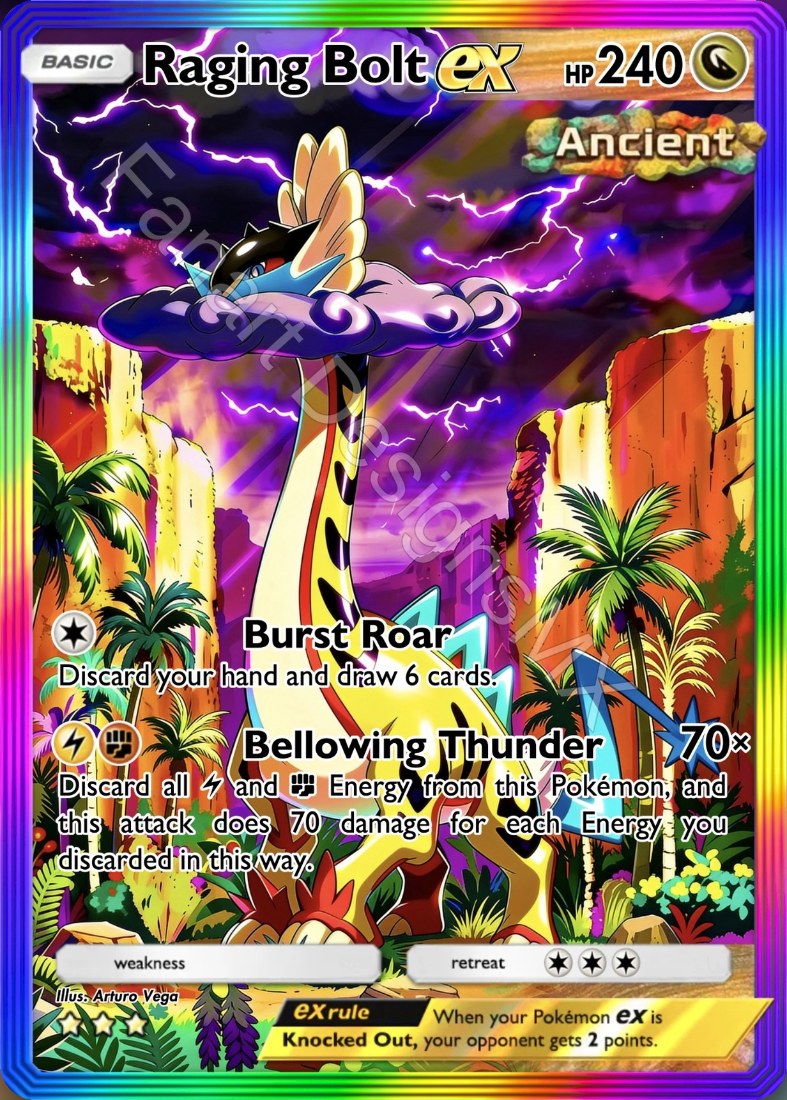 BASIC Raging Bolt ex HP 240
Ancient
Fanart DesignsMX
Burst Roar
Discard your hand and draw 6 cards.
Bellowing Thunder 70×
Discard all and Energy from this Pokémon, and
this attack does 70 damage for each Energy you
discarded in this way.
weakness retreat
Illus. Arturo Vega
ex rule When your Pokémon ex is
Knocked Out, your opponent gets 2 points.